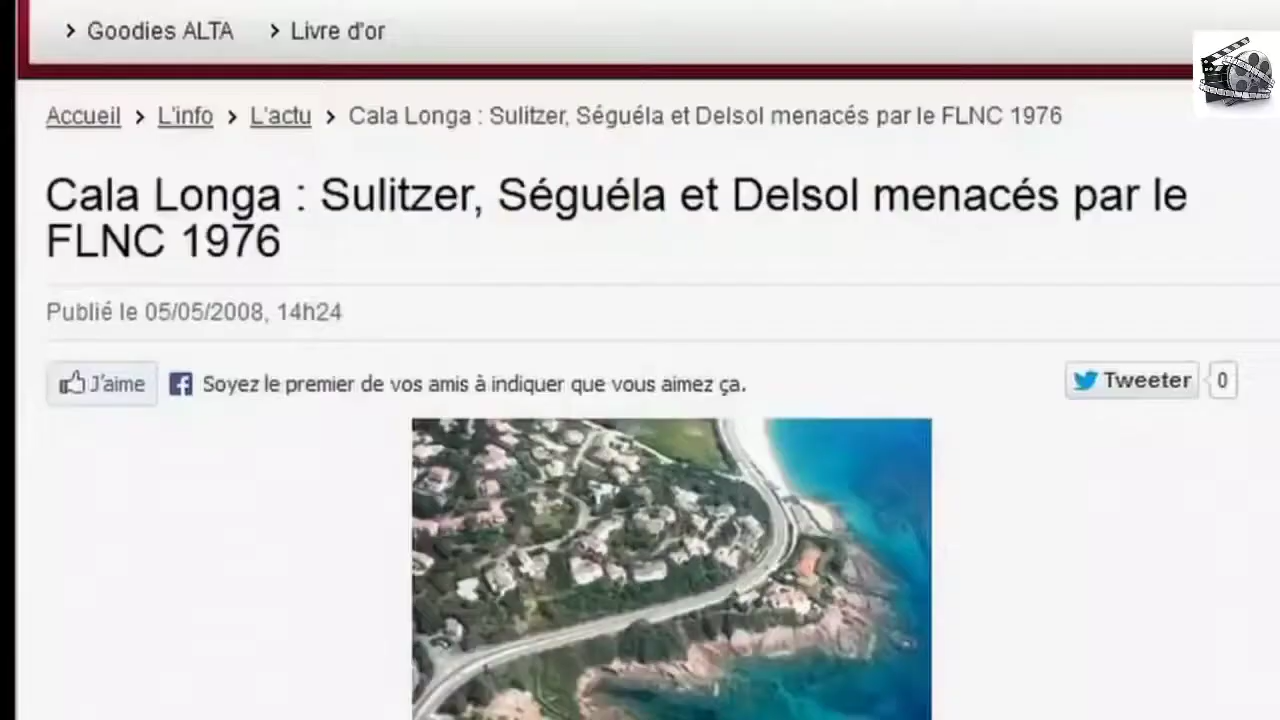 Goodies ALTA Livre d'or
Accueil > L'info > L'actu > Cala Longa : Sulitzer, Séguéla et Delsol menacés par le FLNC 1976
Cala Longa : Sulitzer, Séguéla et Delsol menacés par le
FLNC 1976
Publié le 05/05/2008, 14h24
J'aime Soyez le premier de vos amis à indiquer que vous aimez ça. Tweeter 0